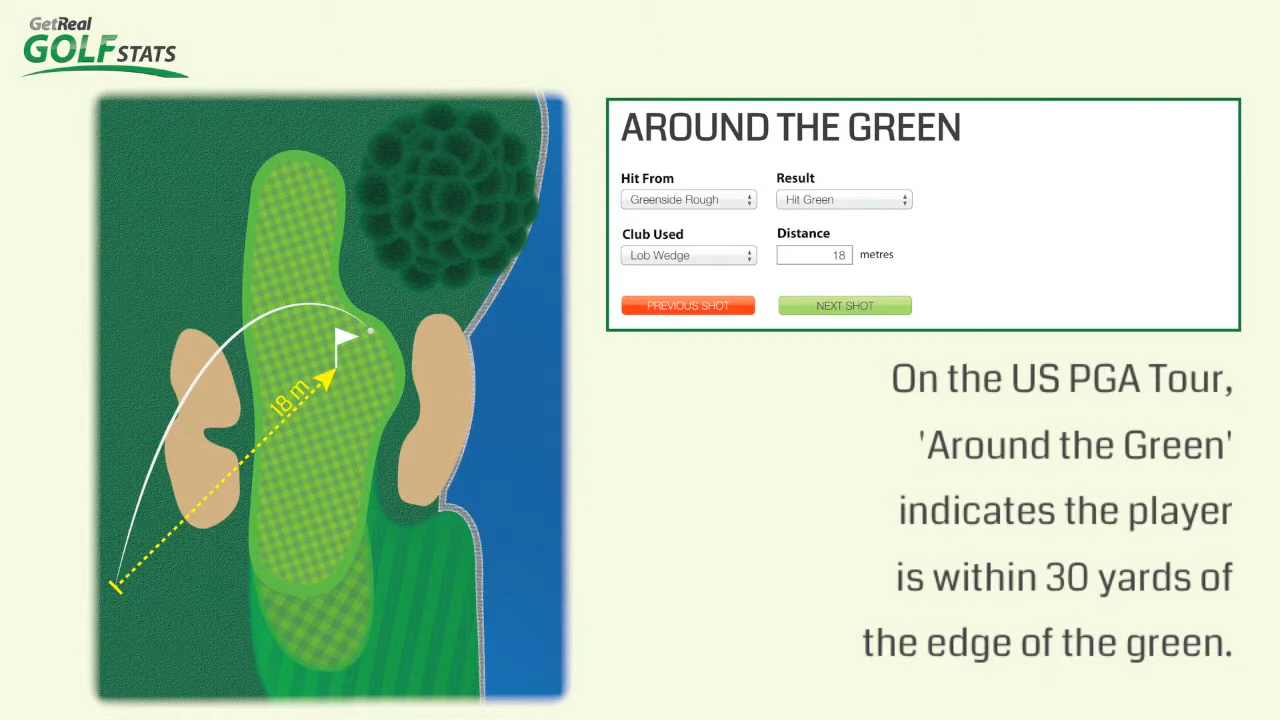 GetReal
GOLF STATS
AROUND THE GREEN
Hit From
Result
Greenside Rough
Hit Green
Club Used
Distance
Lob Wedge
18 metres
PREVIOUS SHOT
NEXT SHOT
18 m
On the US PGA Tour,
'Around the Green'
indicates the player
is within 30 yards of
the edge of the green.